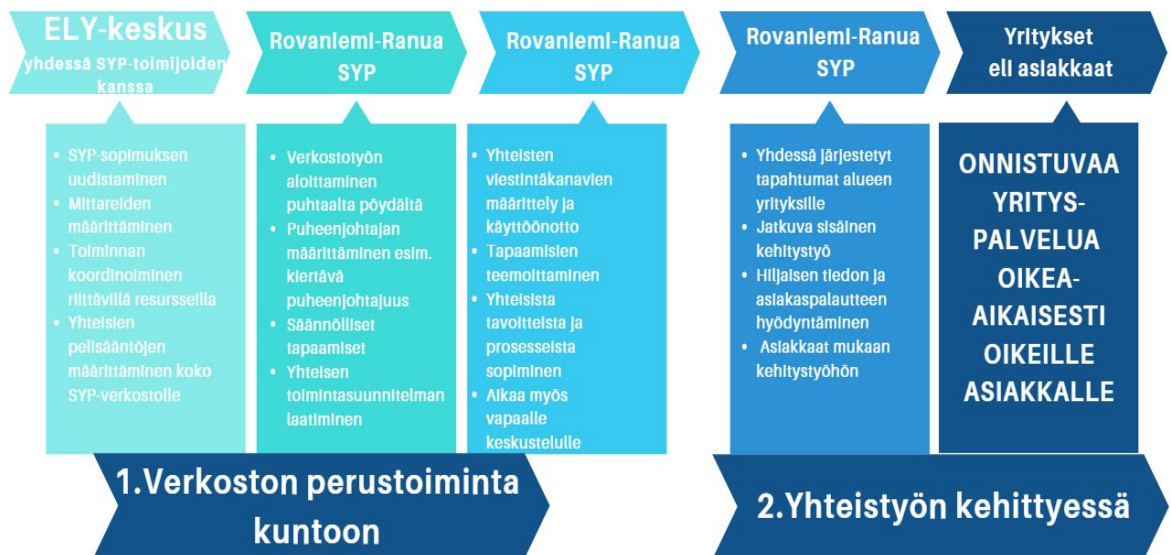 ELY-keskus
yhdessä SYP-toimijoiden
kanssa
• SYP-sopimuksen
uudistaminen
• Mittareiden
määrittäminen
• Toiminnan
koordinoiminen
riittävillä resursseilla
• Yhteisien
pelisääntöjen
määrittäminen koko
SYP-verkostolle
Rovaniemi-Ranua
SYP
• Verkostotyön
aloittaminen
puhtaalta pöydältä
• Puheenjohtajan
määrittäminen esim.
kiertävä
puheenjohtajuus
• Säännölliset
tapaamiset
• Yhteisen
toimintasuunnitelman
laatiminen
Rovaniemi-Ranua
SYP
• Yhteisten
viestintäkanavien
määrittely ja
käyttöönotto
• Tapaamisien
teemoittaminen
• Yhteisista
tavoitteista ja
prosesseista
sopiminen
• Aikaa myös
vapaalle
keskustelulle
Rovaniemi-Ranua
SYP
• Yhdessä järjestetyt
tapahtumat alueen
yrityksille
• Jatkuva sisäinen
kehitystyö
• Hiljaisen tiedon ja
asiakaspalautteen
hyödyntäminen
• Asiakkaat mukaan
kehitystyöhön
Yritykset
eli asiakkaat
ONNISTUVAA
YRITYS-
PALVELUA
OIKEA-
AIKAISESTI
OIKEILLE
ASIAKKALLE
1.Verkoston perustoiminta
kuntoon
2.Yhteistyön kehittyessä